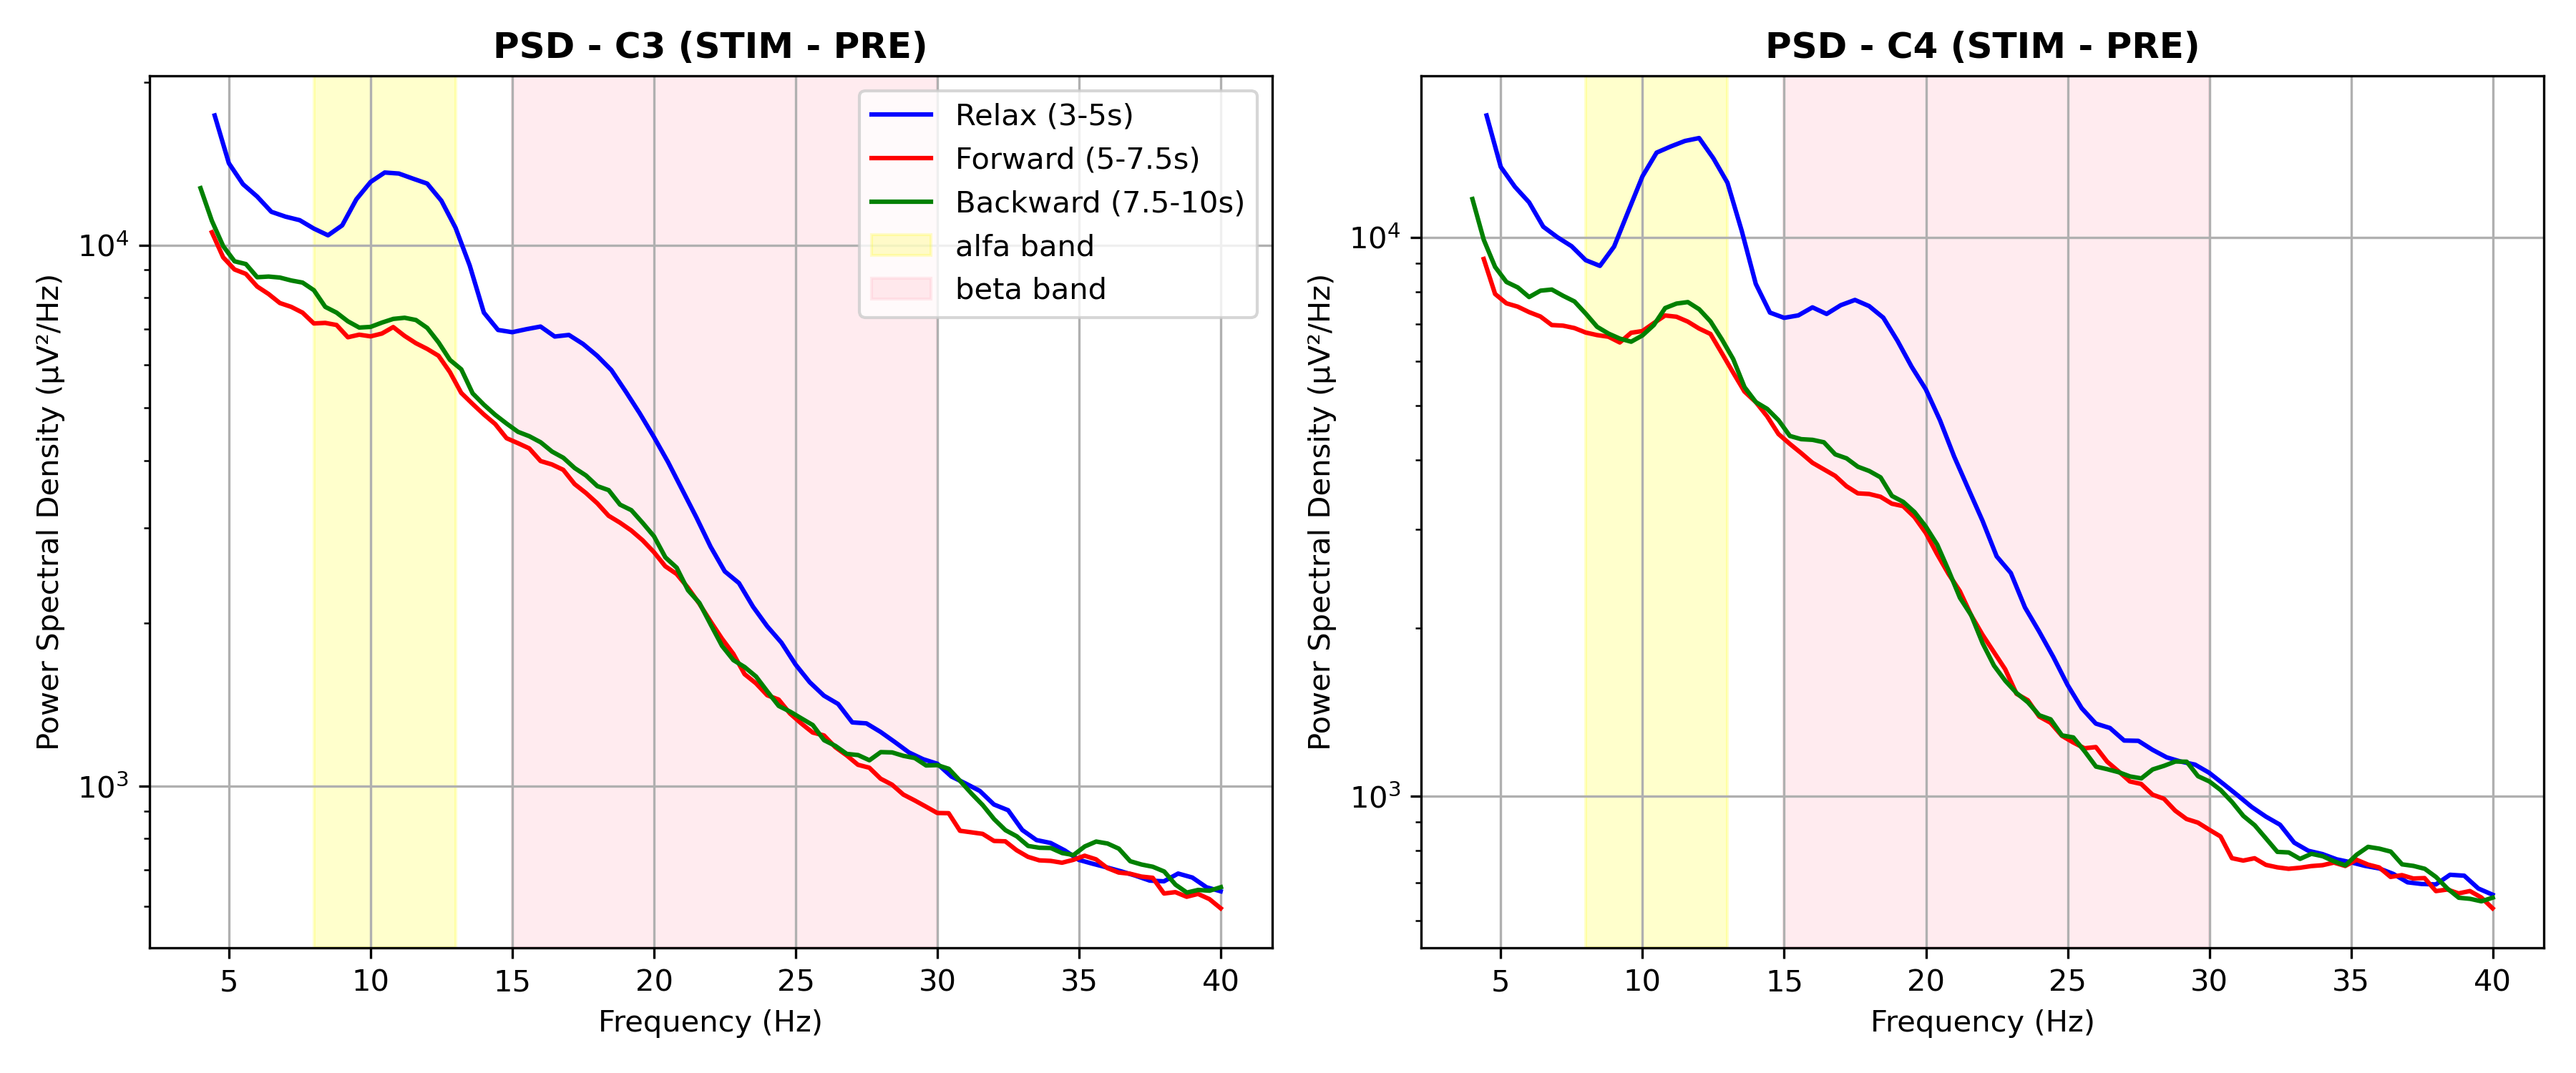 PSD - C3 (STIM - PRE)
Power Spectral Density (µV²/Hz)
10⁴
10³
Relax (3-5s)
Forward (5-7.5s)
Backward (7.5-10s)
alfa band
beta band
5 10 15 20 25 30 35 40
Frequency (Hz)
PSD - C4 (STIM - PRE)
Power Spectral Density (µV²/Hz)
10⁴
10³
5 10 15 20 25 30 35 40
Frequency (Hz)